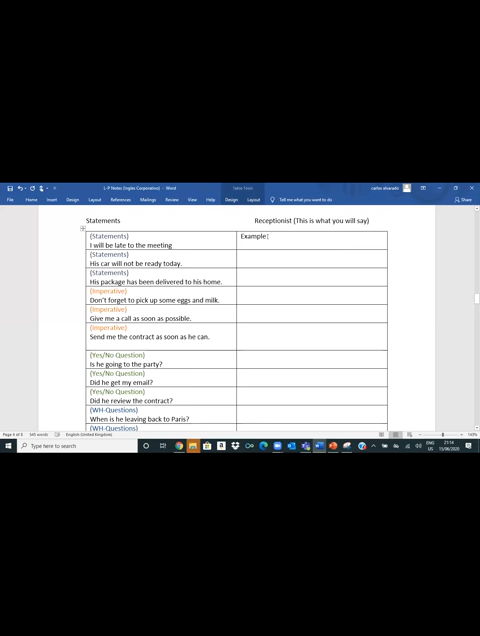 L-P Notes (Ingles Corporativo) - Word
Table Tools
carlos alvarado
File Home Insert Design Layout References Mailings Review View Help Design Layout Tell me what you want to do Share
Statements Receptionist (This is what you will say)
(Statements)
I will be late to the meeting
Example:
(Statements)
His car will not be ready today.
(Statements)
His package has been delivered to his home.
(Imperative)
Don't forget to pick up some eggs and milk.
(Imperative)
Give me a call as soon as possible.
(Imperative)
Send me the contract as soon as he can.
(Yes/No Question)
Is he going to the party?
(Yes/No Question)
Did he get my email?
(Yes/No Question)
Did he review the contract?
(WH-Questions)
When is he leaving back to Paris?
(WH-Questions)
Page 4 of 8 English (United Kingdom) 143%
Type here to search
ENG 21:14
US 15/06/2020